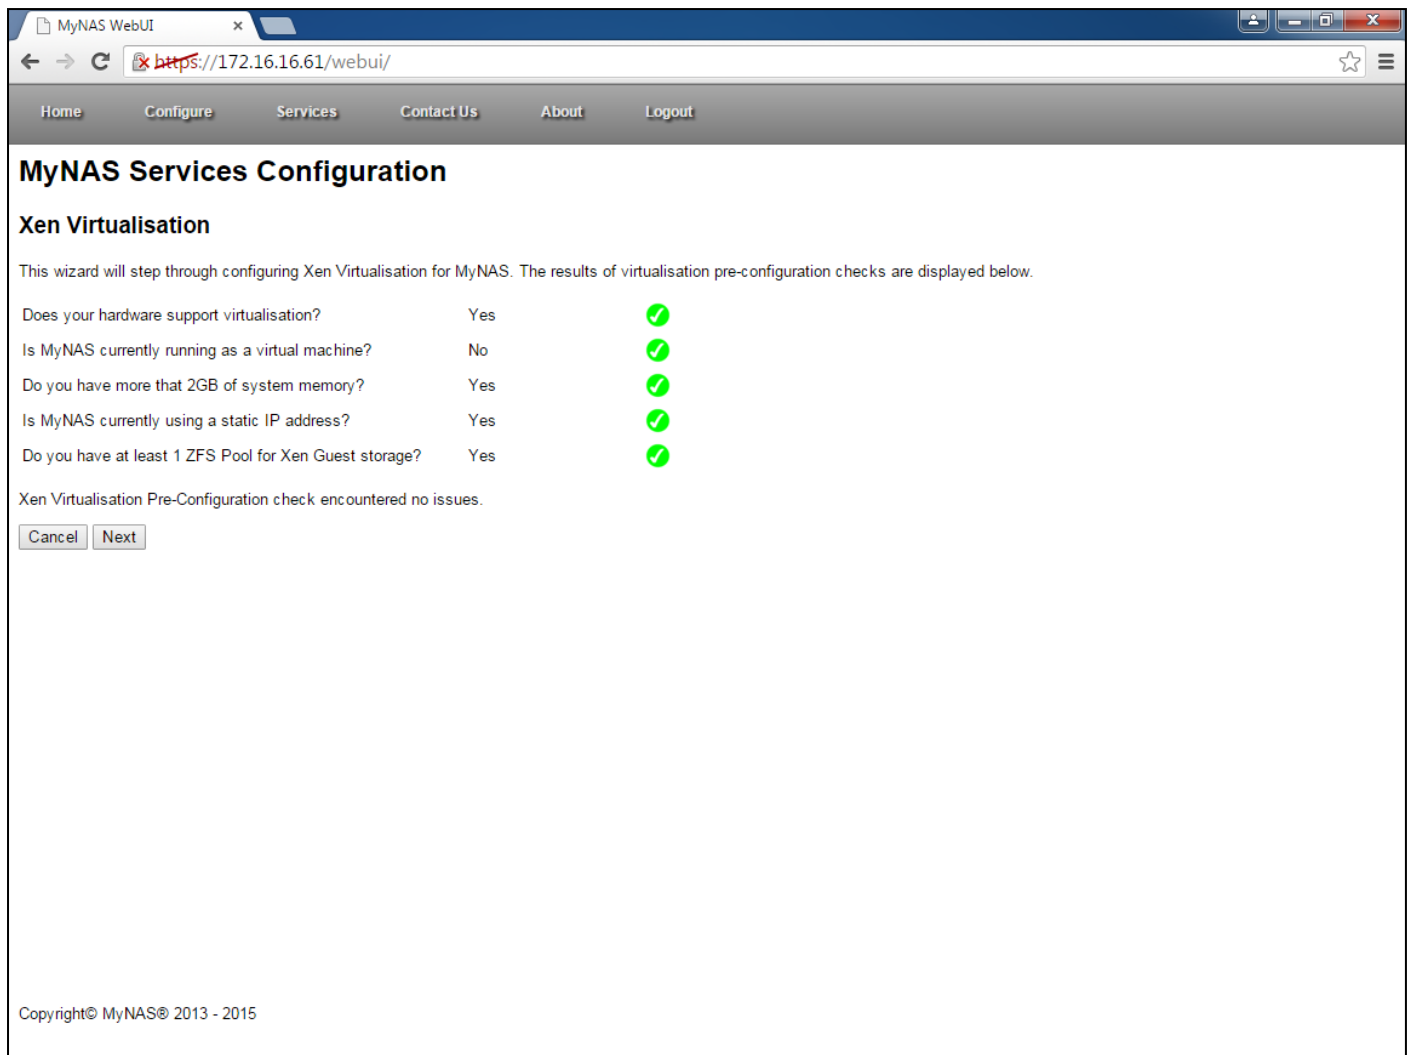 MyNAS WebUI
https://172.16.16.61/webui/
Home Configure Services Contact Us About Logout
MyNAS Services Configuration
Xen Virtualisation
This wizard will step through configuring Xen Virtualisation for MyNAS. The results of virtualisation pre-configuration checks are displayed below.
Does your hardware support virtualisation? Yes
Is MyNAS currently running as a virtual machine? No
Do you have more that 2GB of system memory? Yes
Is MyNAS currently using a static IP address? Yes
Do you have at least 1 ZFS Pool for Xen Guest storage? Yes
Xen Virtualisation Pre-Configuration check encountered no issues.
Cancel Next
Copyright© MyNAS® 2013 - 2015